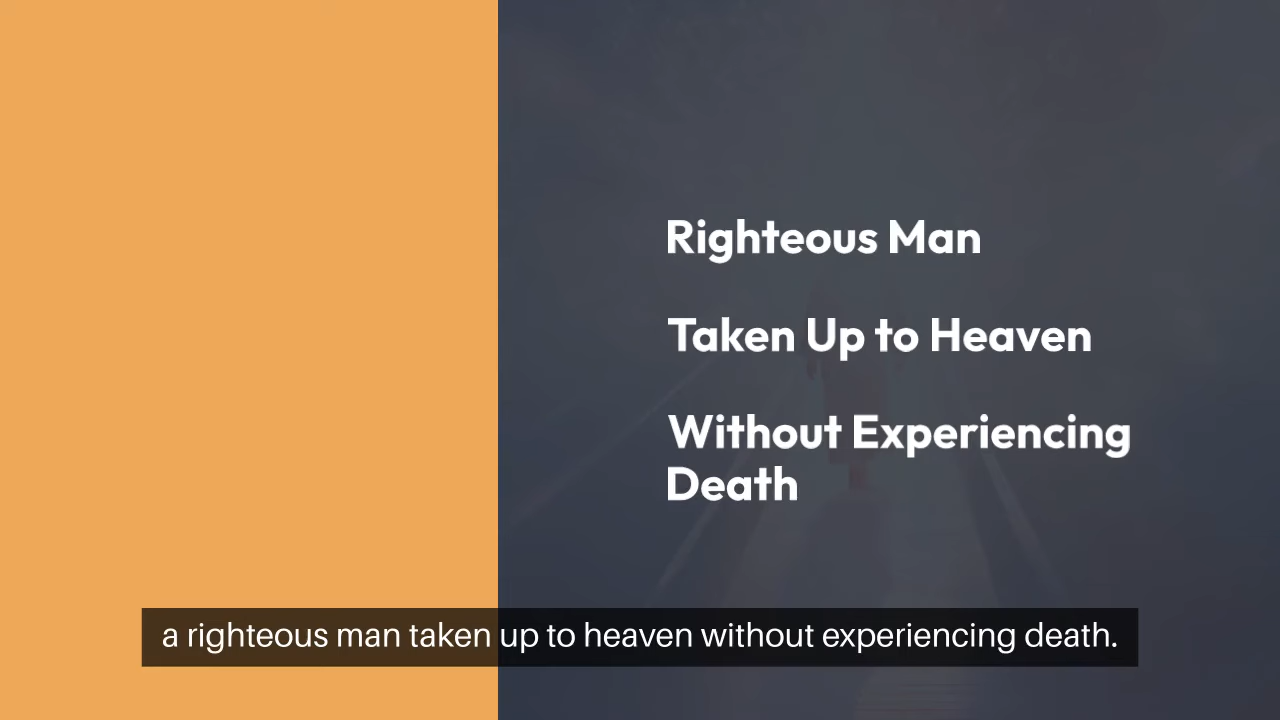 Righteous Man
Taken Up to Heaven
Without Experiencing
Death
a righteous man taken up to heaven without experiencing death.